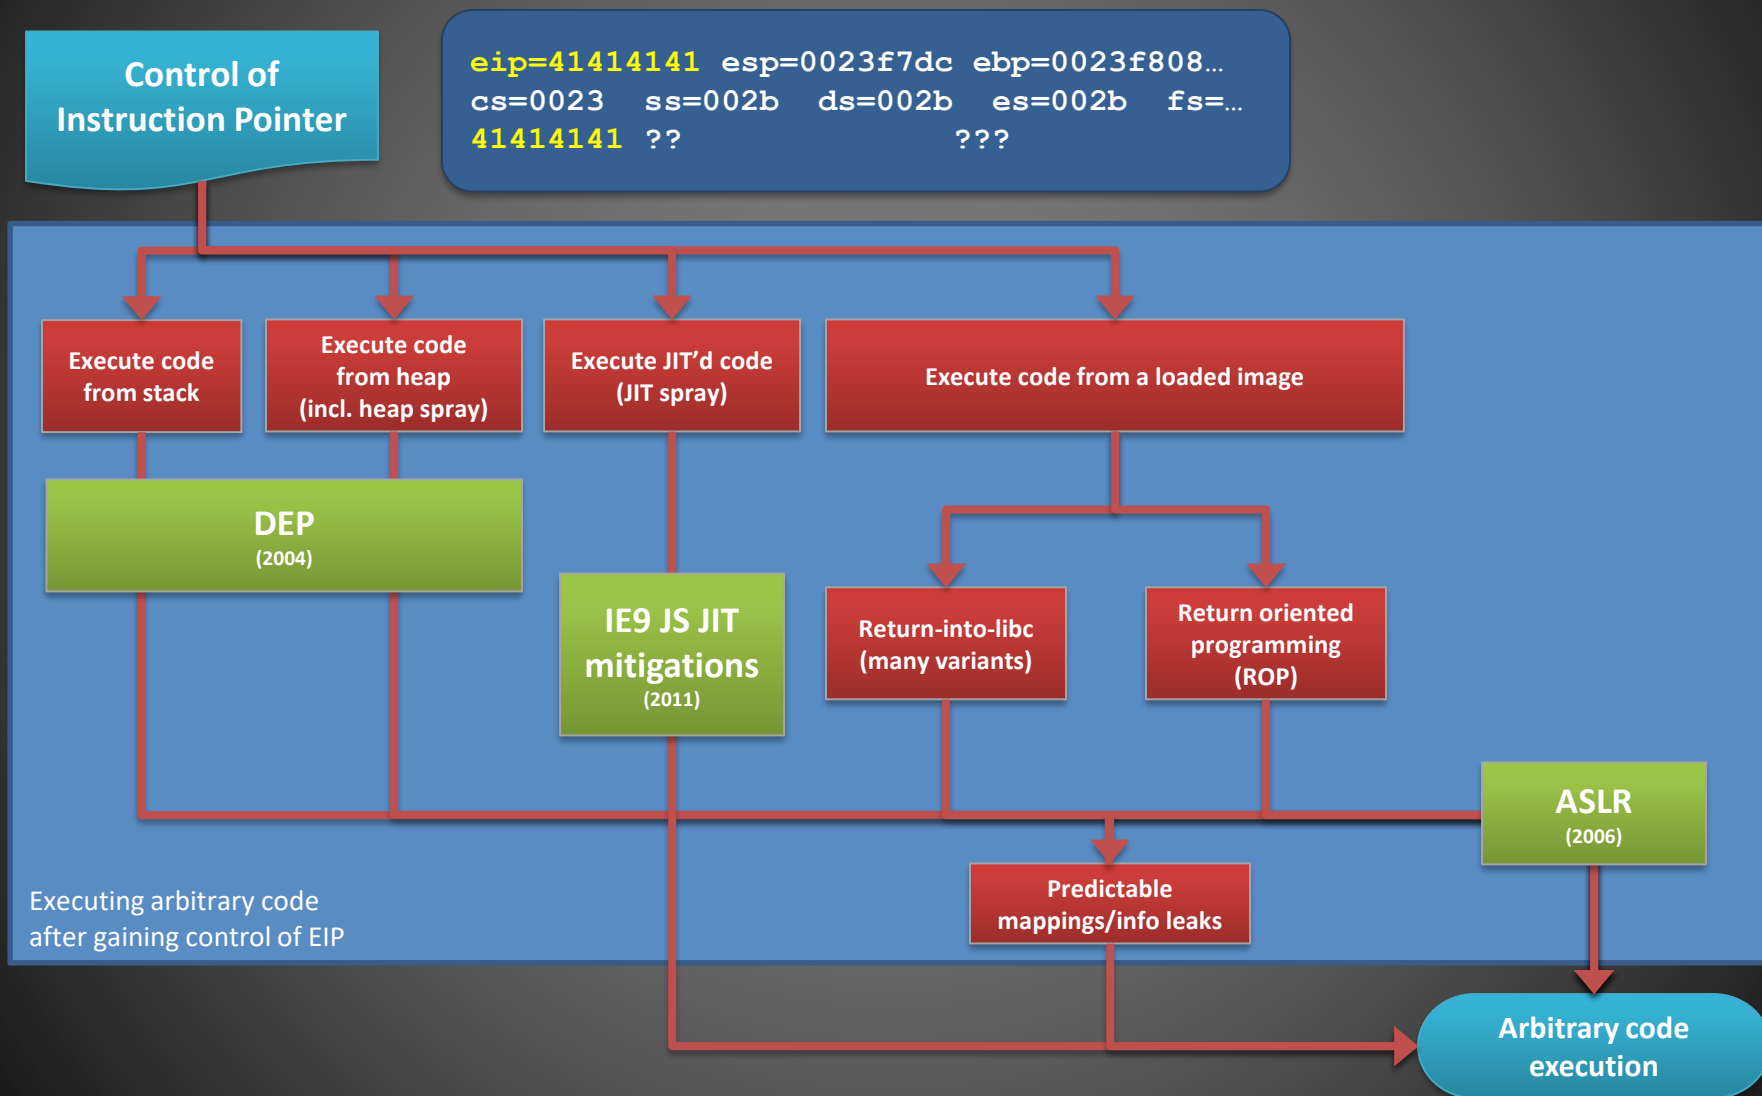 Control of
Instruction Pointer
eip=41414141 esp=0023f7dc ebp=0023f808…
cs=0023 ss=002b ds=002b es=002b fs=…
41414141 ?? ???
Execute code
from stack
Execute code
from heap
(incl. heap spray)
Execute JIT’d code
(JIT spray)
Execute code from a loaded image
DEP
(2004)
IE9 JS JIT
mitigations
(2011)
Return-into-libc
(many variants)
Return oriented
programming
(ROP)
ASLR
(2006)
Predictable
mappings/info leaks
Executing arbitrary code
after gaining control of EIP
Arbitrary code
execution